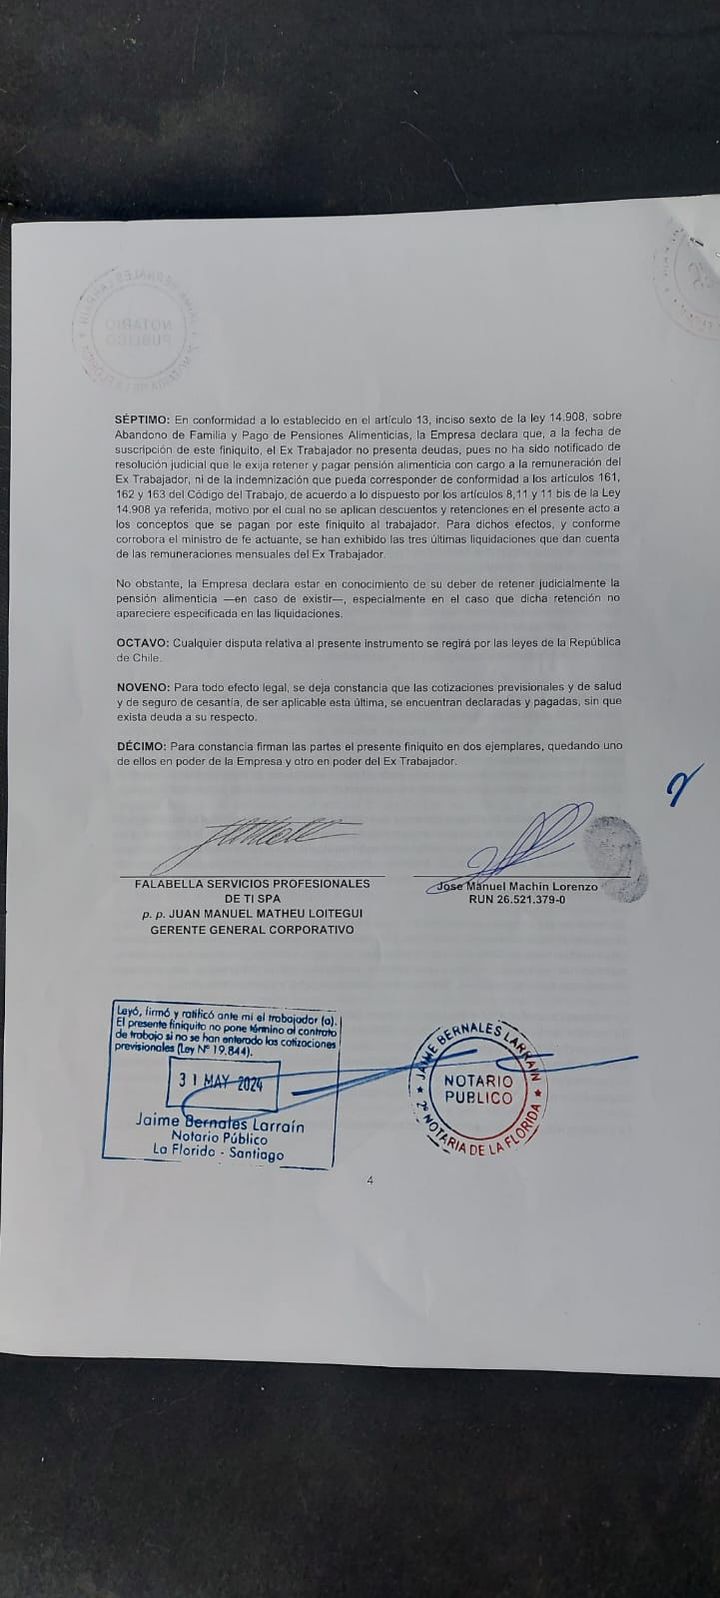 SÉPTIMO: En conformidad a lo establecido en el artículo 13, inciso sexto de la ley 14.908, sobre
Abandono de Familia y Pago de Pensiones Alimenticias, la Empresa declara que, a la fecha de
suscripción de este finiquito, el Ex Trabajador no presenta deudas, pues no ha sido notificado de
resolución judicial que le exija retener y pagar pensión alimenticia con cargo a la remuneración del
Ex Trabajador, ni de la indemnización que pueda corresponder de conformidad a los artículos 161,
162 y 163 del Código del Trabajo, de acuerdo a lo dispuesto por los artículos 8,11 y 11 bis de la Ley
14.908 ya referida, motivo por el cual no se aplican descuentos y retenciones en el presente acto a
los conceptos que se pagan por este finiquito al trabajador. Para dichos efectos, y conforme
corrobora el ministro de fe actuante, se han exhibido las tres últimas liquidaciones que dan cuenta
de las remuneraciones mensuales del Ex Trabajador.
No obstante, la Empresa declara estar en conocimiento de su deber de retener judicialmente la
pensión alimenticia —en caso de existir—, especialmente en el caso que dicha retención no
apareciere especificada en las liquidaciones.
OCTAVO: Cualquier disputa relativa al presente instrumento se regirá por las leyes de la República
de Chile.
NOVENO: Para todo efecto legal, se deja constancia que las cotizaciones previsionales y de salud
y de seguro de cesantía, de ser aplicable esta última, se encuentran declaradas y pagadas, sin que
exista deuda a su respecto.
DÉCIMO: Para constancia firman las partes el presente finiquito en dos ejemplares, quedando uno
de ellos en poder de la Empresa y otro en poder del Ex Trabajador.
FALABELLA SERVICIOS PROFESIONALES
DE TI SPA
p. p. JUAN MANUEL MATHEU LOITEGUI
GERENTE GENERAL CORPORATIVO
Jose Manuel Machin Lorenzo
RUN 26.521.379-0
Leyó, firmó y ratificó ante mi el trabajador (a).
El presente finiquito no pone término al contrato
de trabajo si no se han enterado las cotizaciones
previsionales (Ley N° 19.844).
31 MAY 2024
Jaime Bernales Larraín
Notario Público
La Florida - Santiago
JAIME BERNALES LARRAIN
NOTARIO
PUBLICO
★ 2ª NOTARIA DE LA FLORIDA ★
4